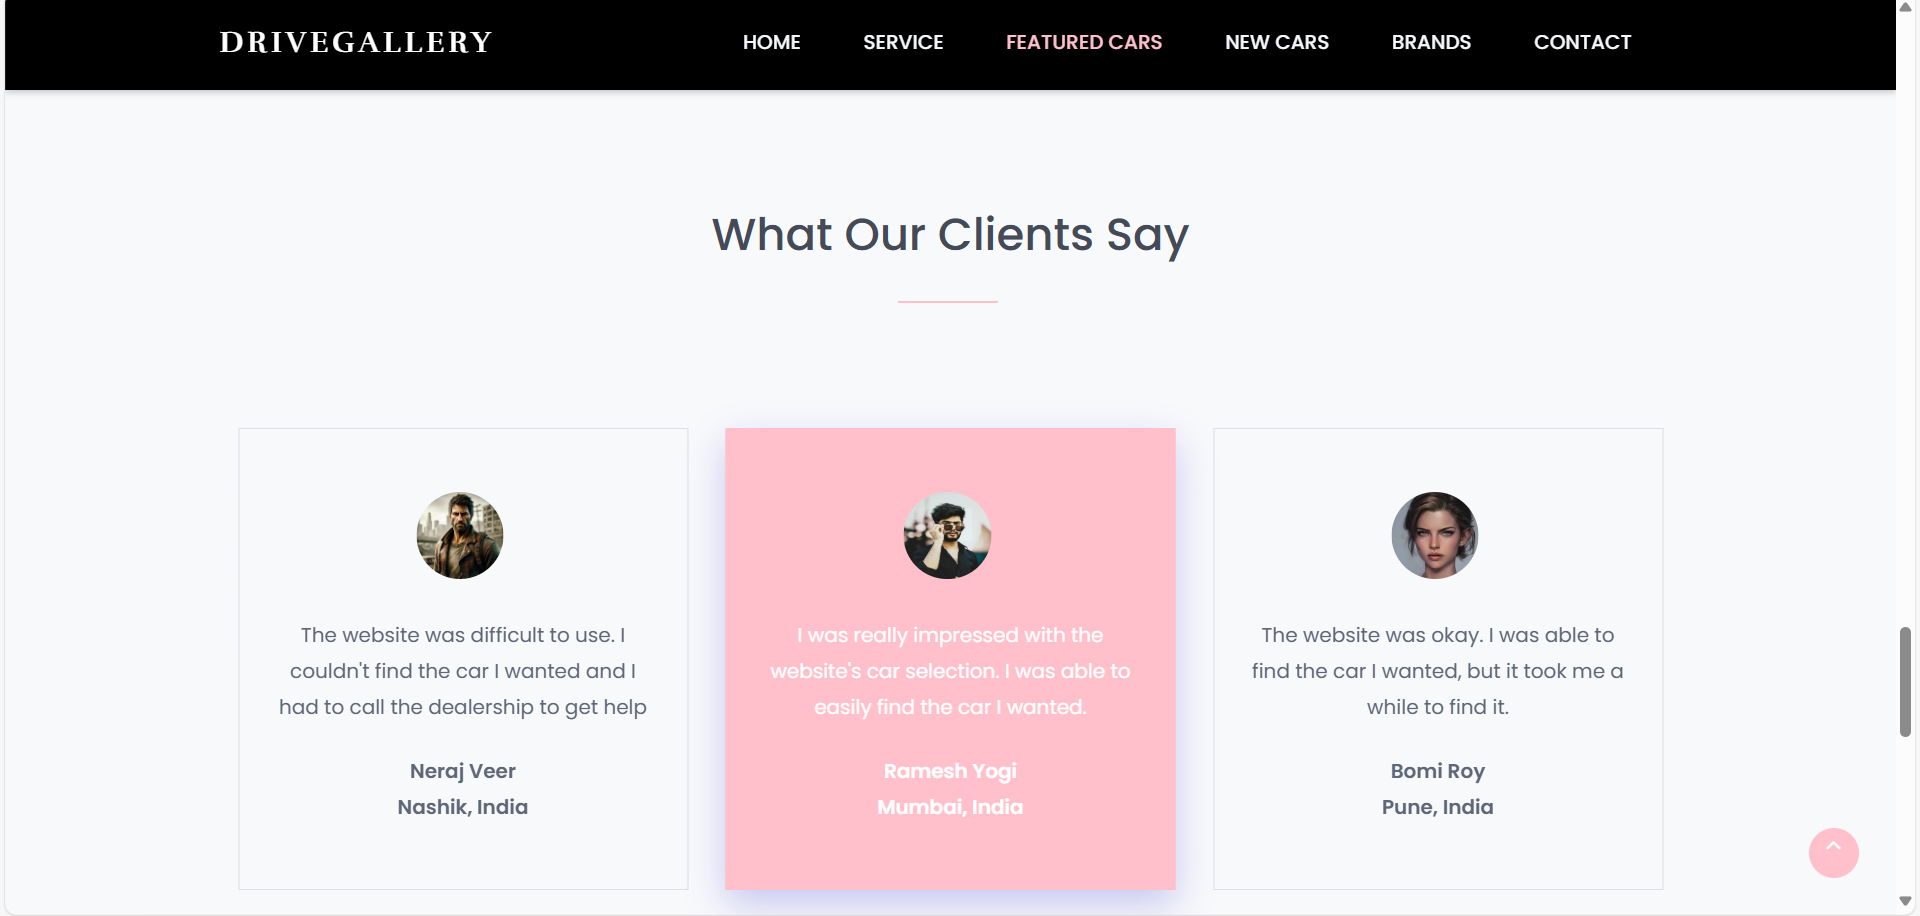 DRIVEGALLERY
HOME SERVICE FEATURED CARS NEW CARS BRANDS CONTACT
What Our Clients Say
The website was difficult to use. I
couldn't find the car I wanted and I
had to call the dealership to get help
Neraj Veer
Nashik, India
I was really impressed with the
website's car selection. I was able to
easily find the car I wanted.
Ramesh Yogi
Mumbai, India
The website was okay. I was able to
find the car I wanted, but it took me a
while to find it.
Bomi Roy
Pune, India